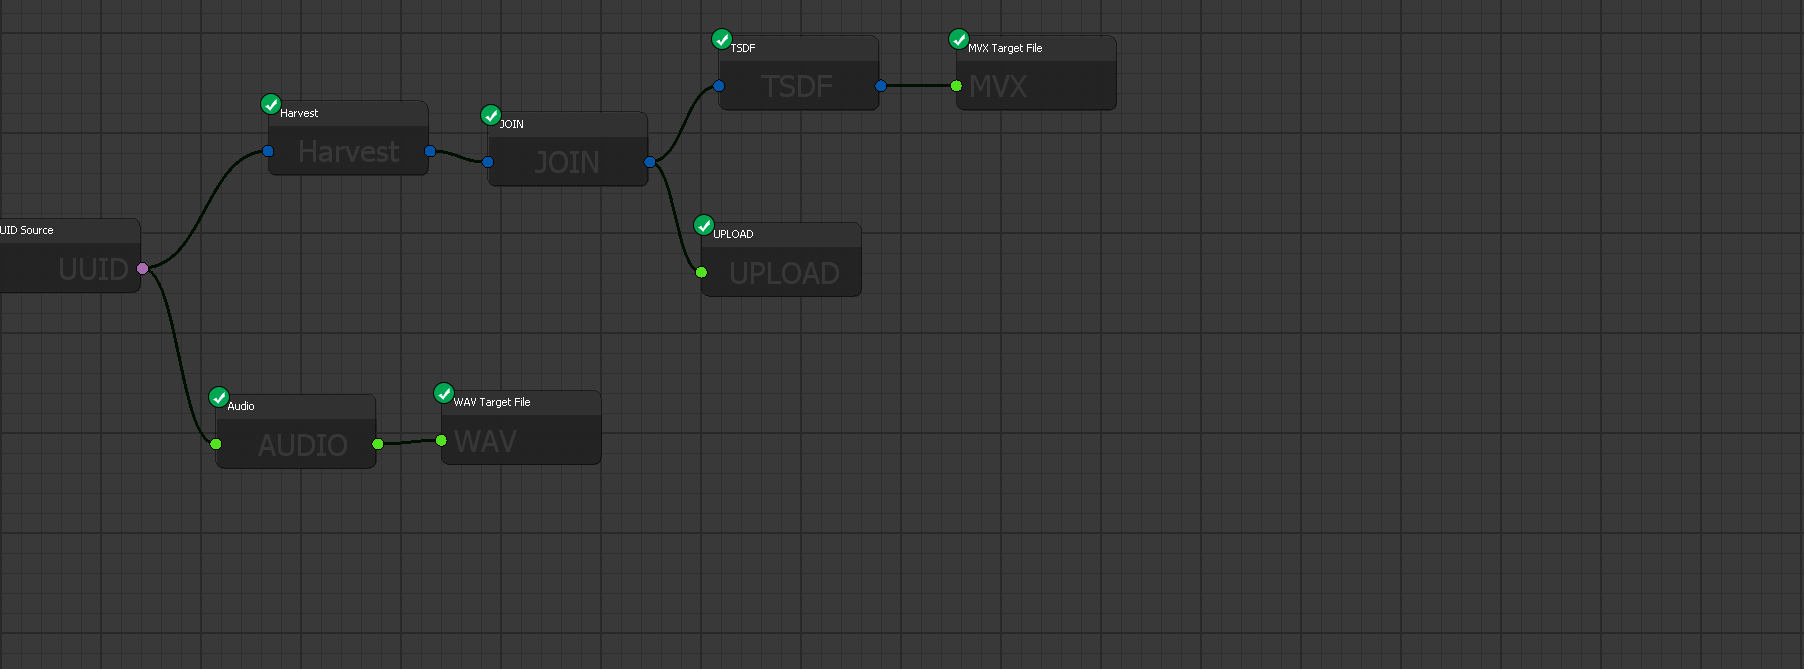 TSDF
TSDF
MVX Target File
MVX
Harvest
Harvest
JOIN
JOIN
UID Source
UUID
UPLOAD
UPLOAD
Audio
AUDIO
WAV Target File
WAV